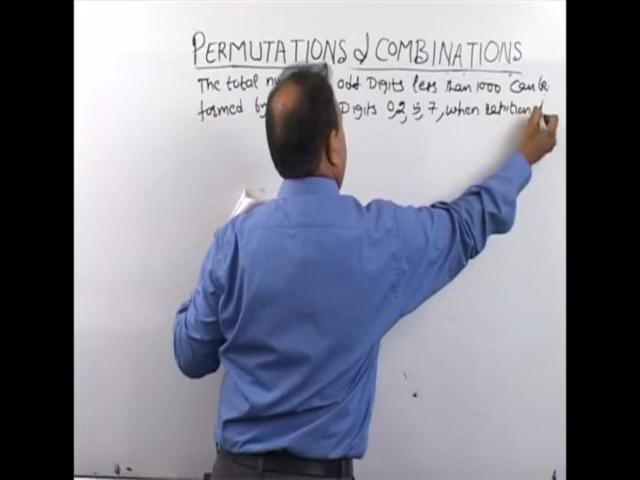 PERMUTATIONS & COMBINATIONS
The total odd Digits less than 1000 can be
formed by Digits 0,2,5,7, when